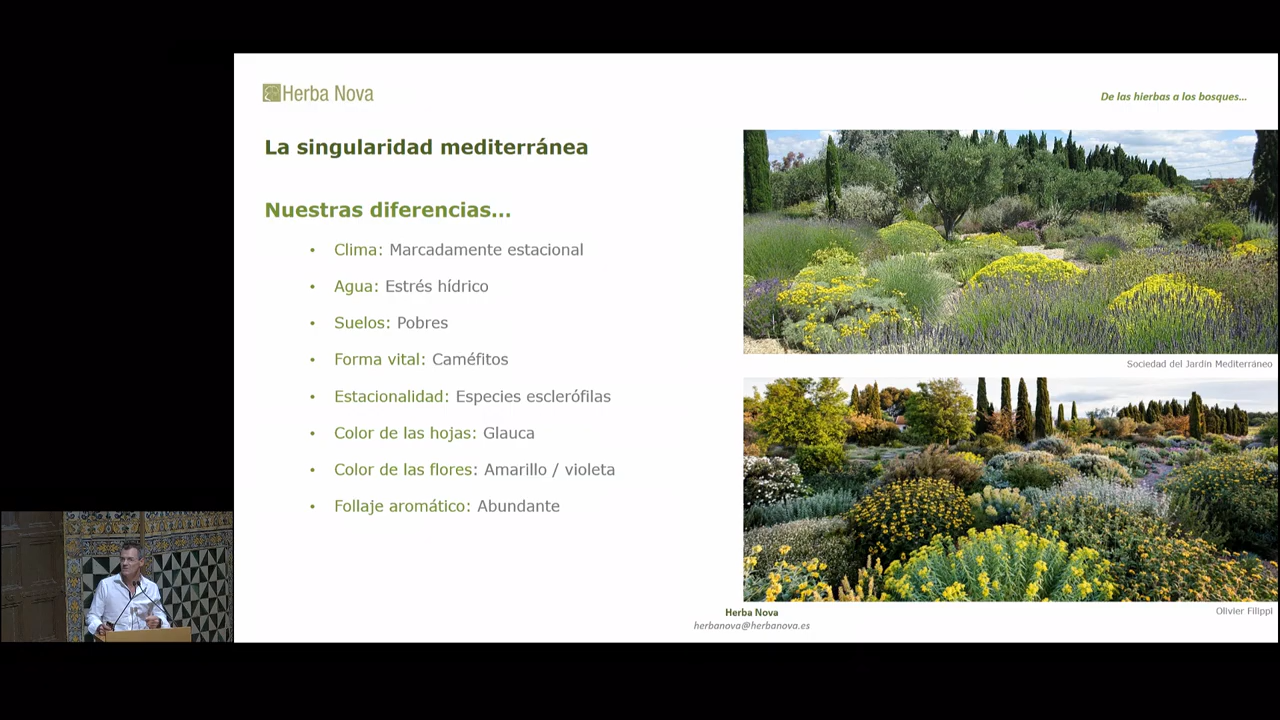 Herba Nova
De las hierbas a los bosques...
La singularidad mediterránea
Nuestras diferencias...
• Clima: Marcadamente estacional
• Agua: Estrés hídrico
• Suelos: Pobres
• Forma vital: Caméfitos
• Estacionalidad: Especies esclerófilas
• Color de las hojas: Glauca
• Color de las flores: Amarillo / violeta
• Follaje aromático: Abundante
Sociedad del Jardín Mediterráneo
Olivier Filippi
Herba Nova
herbanova@herbanova.es